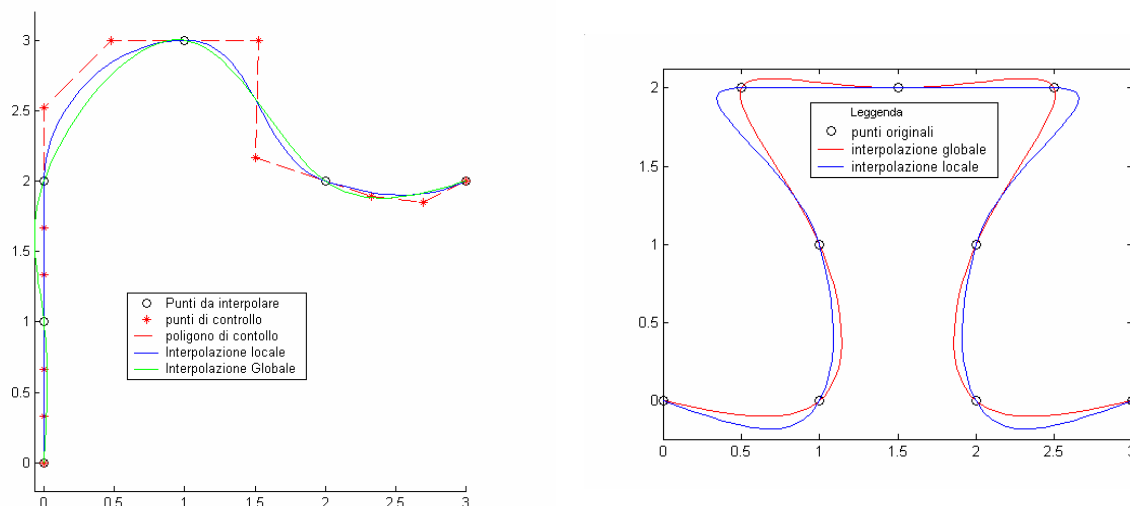 3
2.5
2
1.5
1
0.5
0
0 0.5 1 1.5 2 2.5 3
Punti da interpolare
punti di controllo
poligono di contollo
Interpolazione locale
Interpolazione Globale
2
1.5
1
0.5
0
0 0.5 1 1.5 2 2.5 3
Leggenda
punti originali
interpolazione globale
interpolazione locale